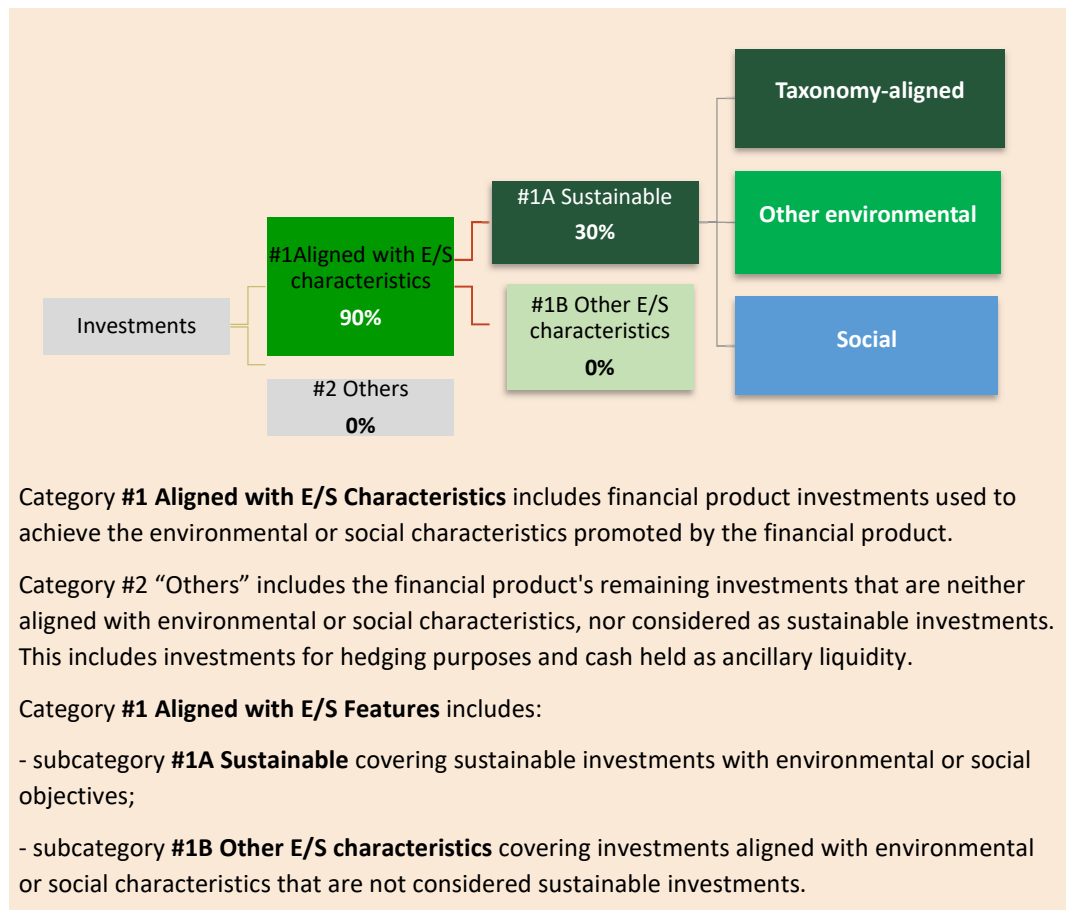 Taxonomy-aligned
#1A Sustainable
30%
Other environmental
#1Aligned with E/S
characteristics
90%
#1B Other E/S
characteristics
0%
Investments
Social
#2 Others
0%
Category #1 Aligned with E/S Characteristics includes financial product investments used to
achieve the environmental or social characteristics promoted by the financial product.
Category #2 “Others” includes the financial product's remaining investments that are neither
aligned with environmental or social characteristics, nor considered as sustainable investments.
This includes investments for hedging purposes and cash held as ancillary liquidity.
Category #1 Aligned with E/S Features includes:
- subcategory #1A Sustainable covering sustainable investments with environmental or social
objectives;
- subcategory #1B Other E/S characteristics covering investments aligned with environmental
or social characteristics that are not considered sustainable investments.